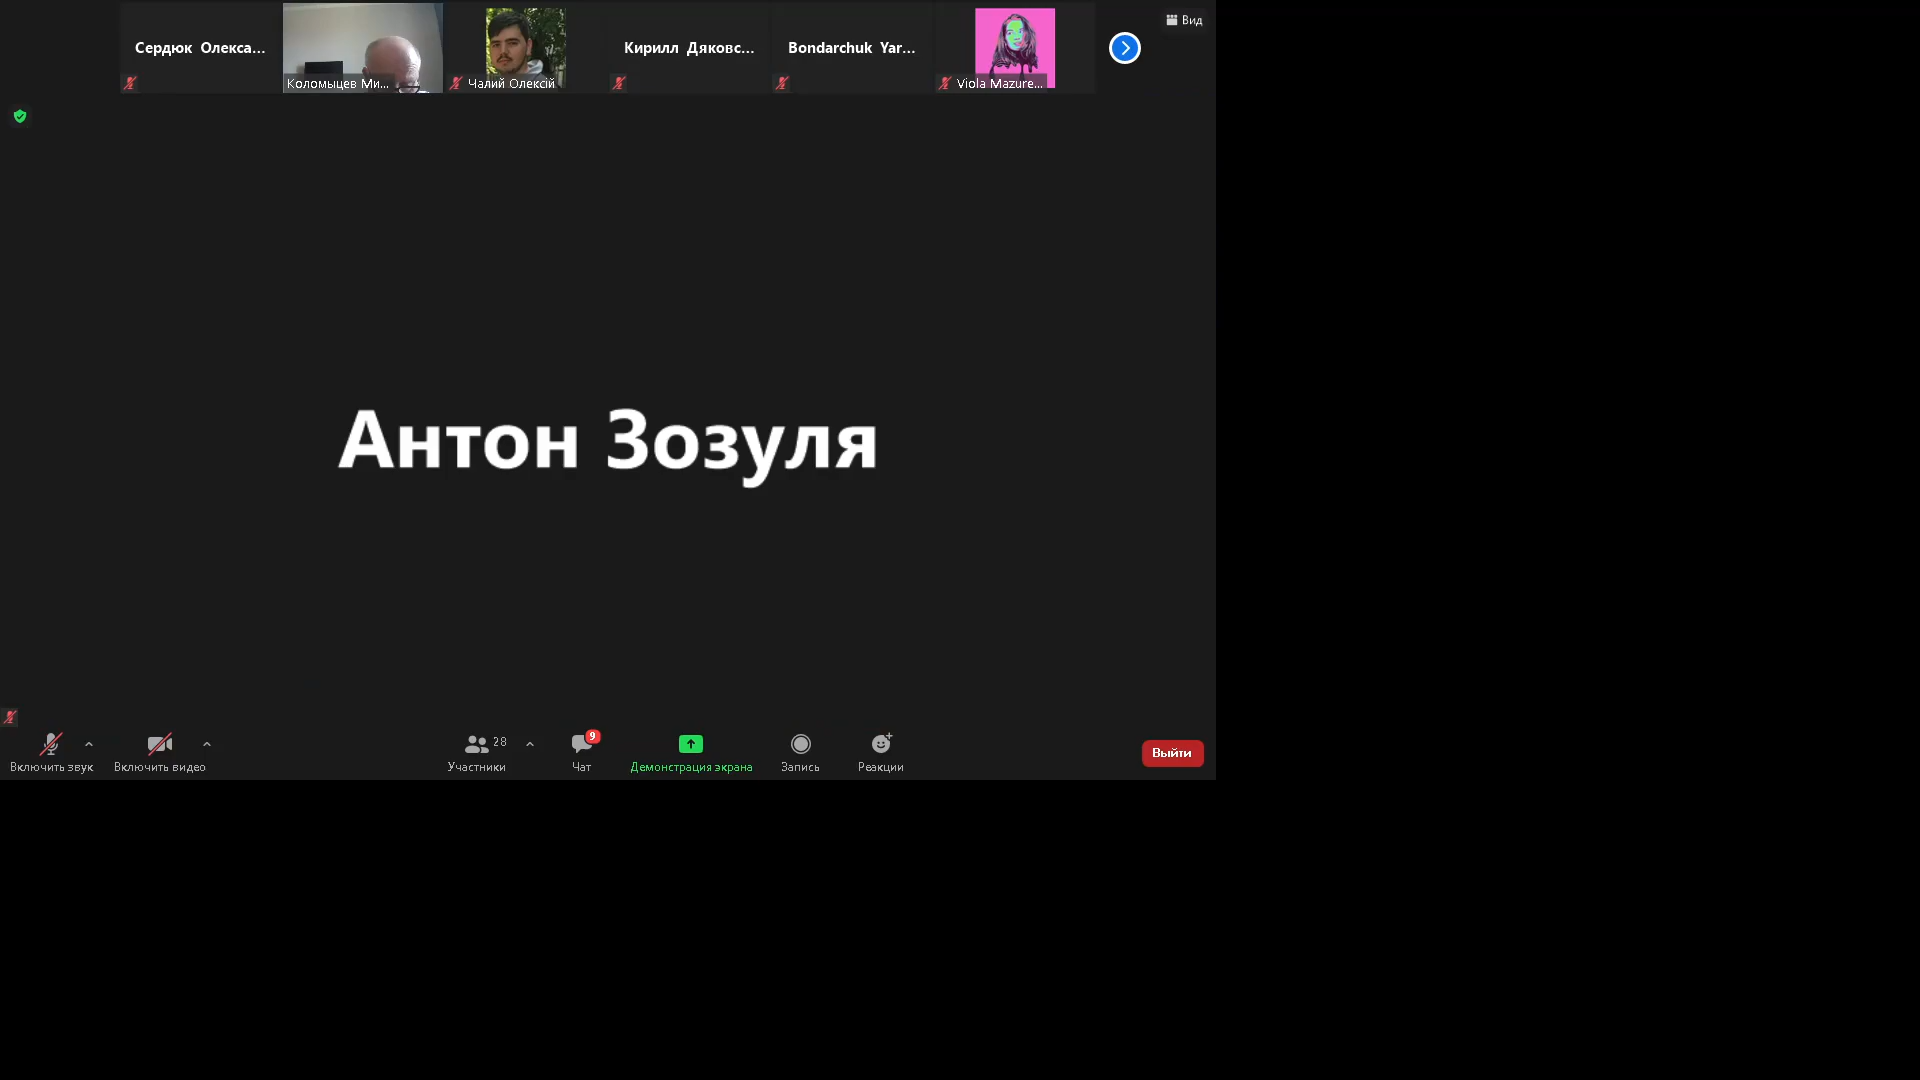 Сердюк Олекса...
Коломыцев Ми...
Чалий Олексій
Кирилл Дяковс...
Bondarchuk Yar...
Viola Mazure...
Вид
Антон Зозуля
Включить звук
Включить видео
28
Участники
9
Чат
Демонстрация экрана
Запись
Реакции
Выйти